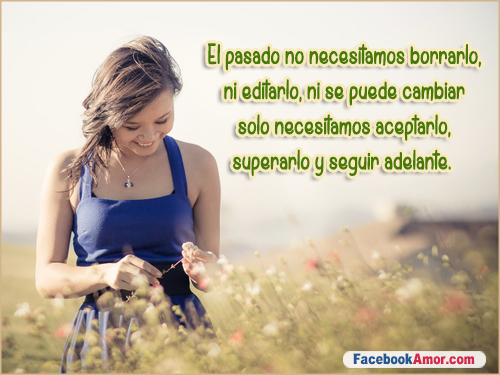 El pasado no necesitamos borrarlo,
ni editarlo, ni se puede cambiar
solo necesitamos aceptarlo,
superarlo y seguir adelante.
FacebookAmor.com